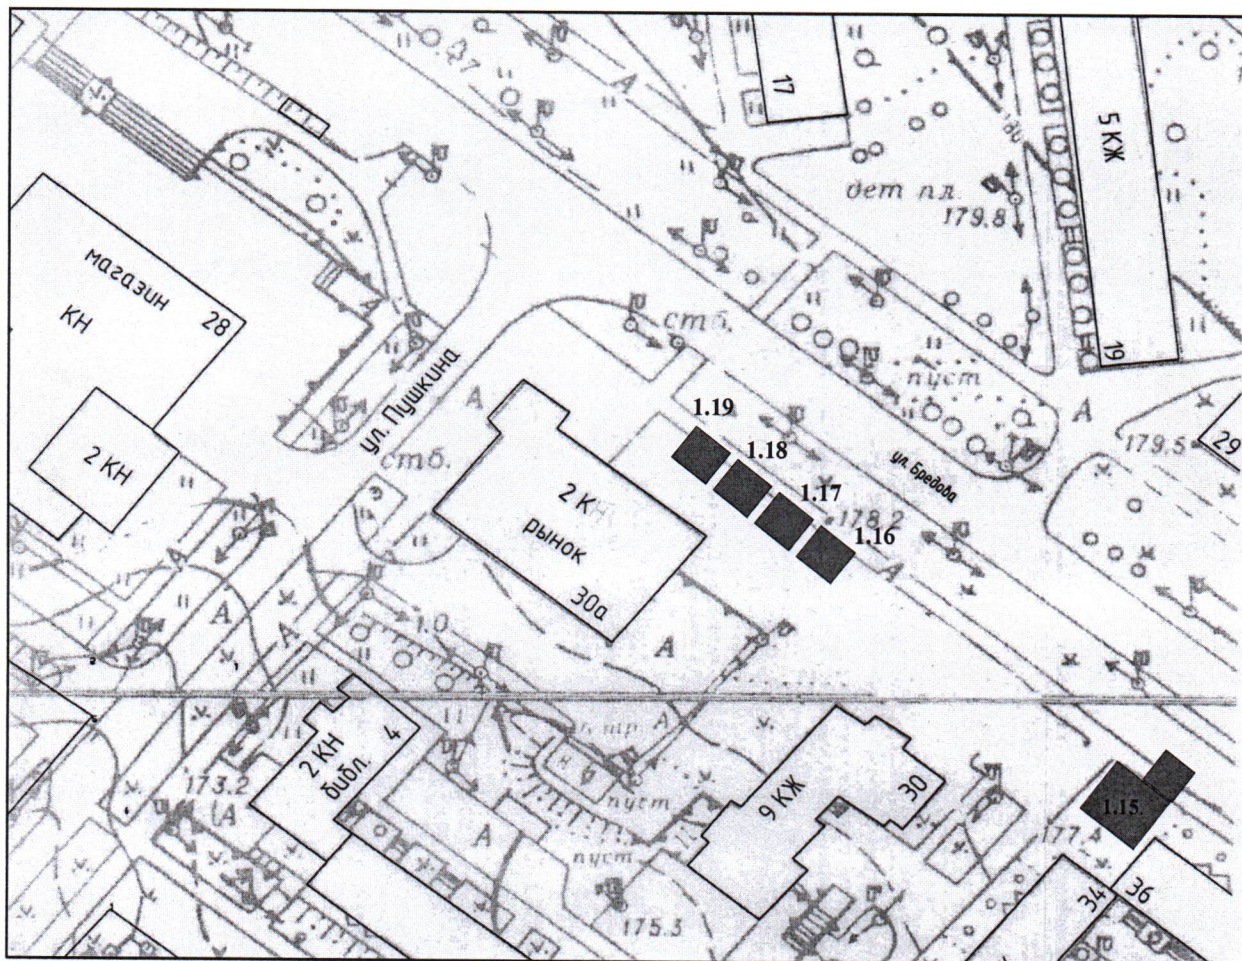 17
5 КЖ
дет пл.
179.8
магазин
28
КН
19
стб.
ул. Пушкина
пуст
А
А
А
1.19
1.18
ул. Бредова
179.5
29
2 КН
стб.
1.17
2 К
рынок
178.2
1.16
30а
А
А
А
1.0
А
А
2 КН
4
библ.
пуст
9 КЖ
30
173.2
А
А
1.15
177.4
пуст
34
36
175.3